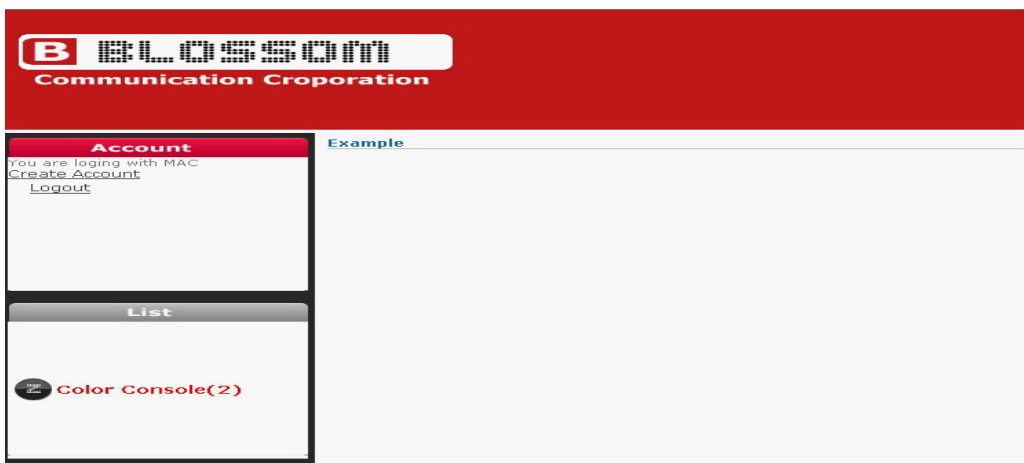 B BLOSSOM
Communication Croporation
Account
You are loging with MAC
Create Account
Logout
Example
List
Color Console(2)